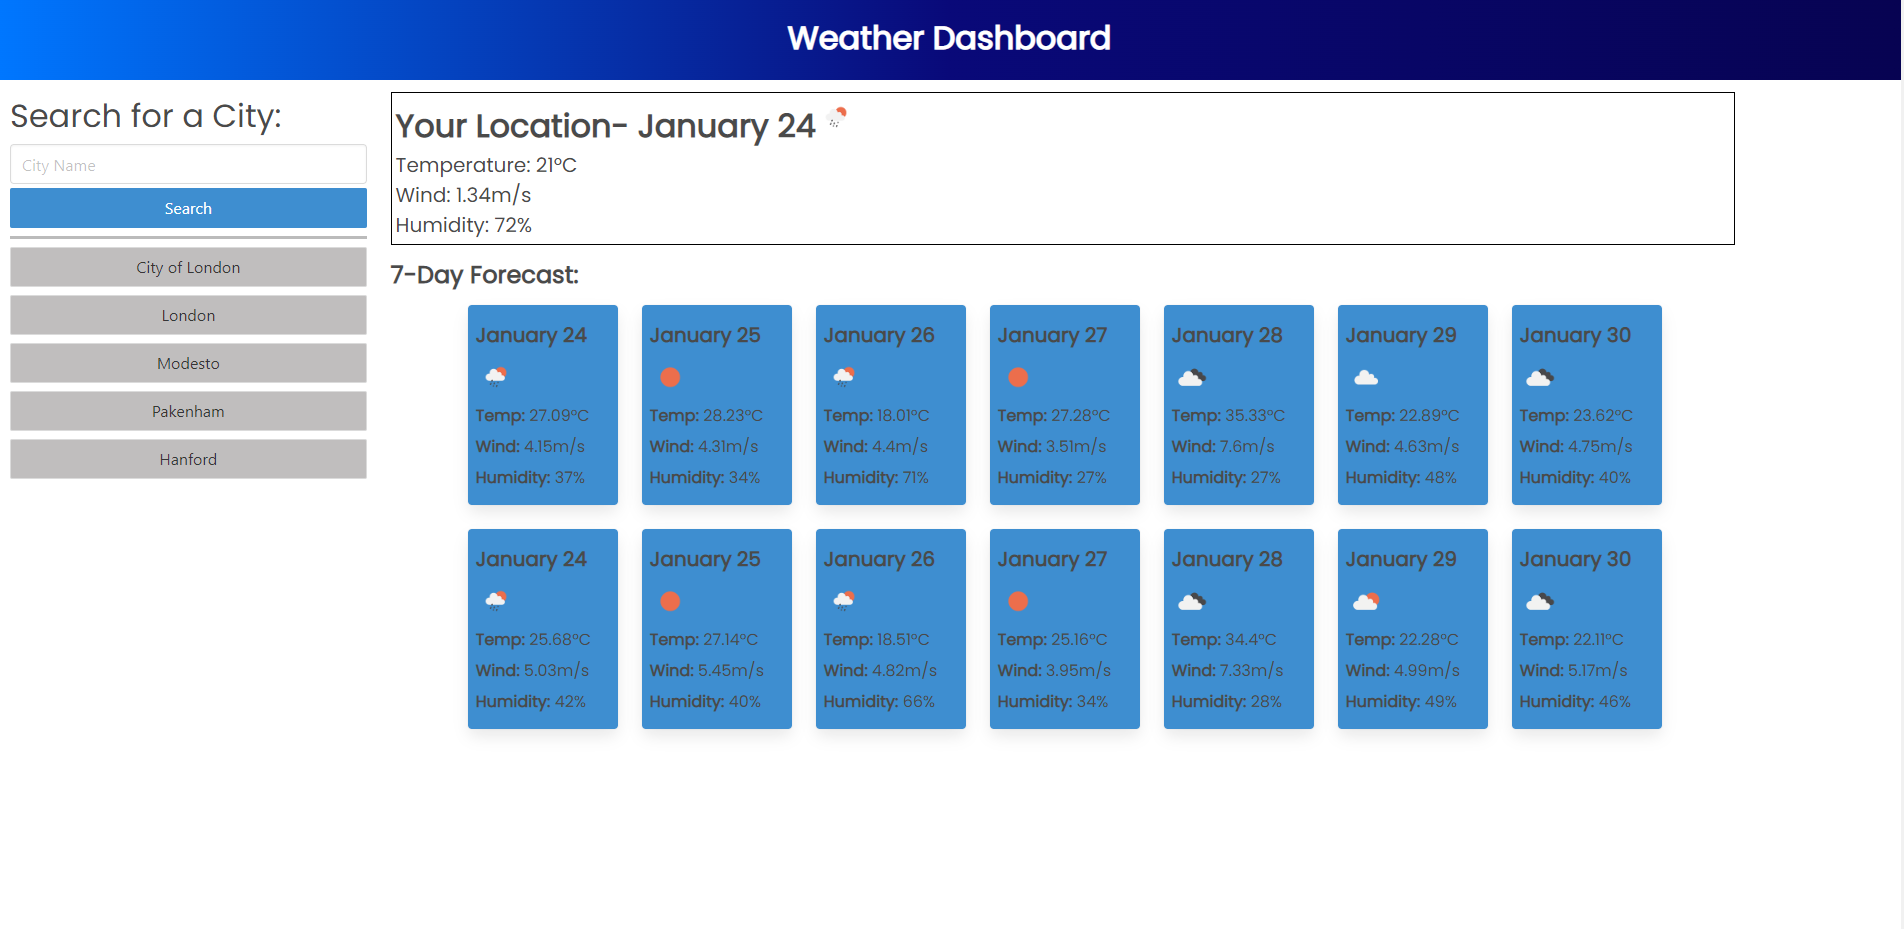 Weather Dashboard
Search for a City:
City Name
Search
City of London
London
Modesto
Pakenham
Hanford
Your Location- January 24
Temperature: 21°C
Wind: 1.34m/s
Humidity: 72%
7-Day Forecast:
January 24
Temp: 27.09°C
Wind: 4.15m/s
Humidity: 37%
January 25
Temp: 28.23°C
Wind: 4.31m/s
Humidity: 34%
January 26
Temp: 18.01°C
Wind: 4.4m/s
Humidity: 71%
January 27
Temp: 27.28°C
Wind: 3.51m/s
Humidity: 27%
January 28
Temp: 35.33°C
Wind: 7.6m/s
Humidity: 27%
January 29
Temp: 22.89°C
Wind: 4.63m/s
Humidity: 48%
January 30
Temp: 23.62°C
Wind: 4.75m/s
Humidity: 40%
January 24
Temp: 25.68°C
Wind: 5.03m/s
Humidity: 42%
January 25
Temp: 27.14°C
Wind: 5.45m/s
Humidity: 40%
January 26
Temp: 18.51°C
Wind: 4.82m/s
Humidity: 66%
January 27
Temp: 25.16°C
Wind: 3.95m/s
Humidity: 34%
January 28
Temp: 34.4°C
Wind: 7.33m/s
Humidity: 28%
January 29
Temp: 22.28°C
Wind: 4.99m/s
Humidity: 49%
January 30
Temp: 22.11°C
Wind: 5.17m/s
Humidity: 46%